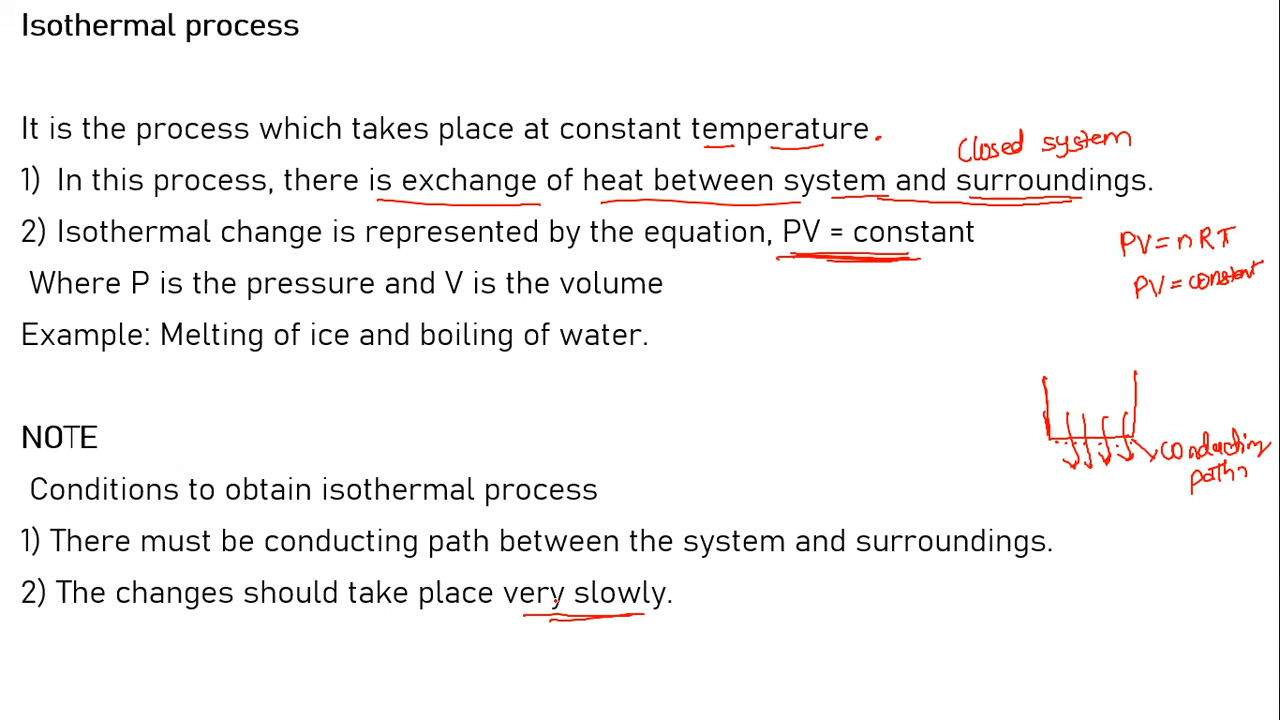 Isothermal process
It is the process which takes place at constant temperature.
Closed system
1) In this process, there is exchange of heat between system and surroundings.
2) Isothermal change is represented by the equation, PV = constant
PV = nRT
Where P is the pressure and V is the volume
PV = constant
Example: Melting of ice and boiling of water.
NOTE
conducting
path
Conditions to obtain isothermal process
1) There must be conducting path between the system and surroundings.
2) The changes should take place very slowly.